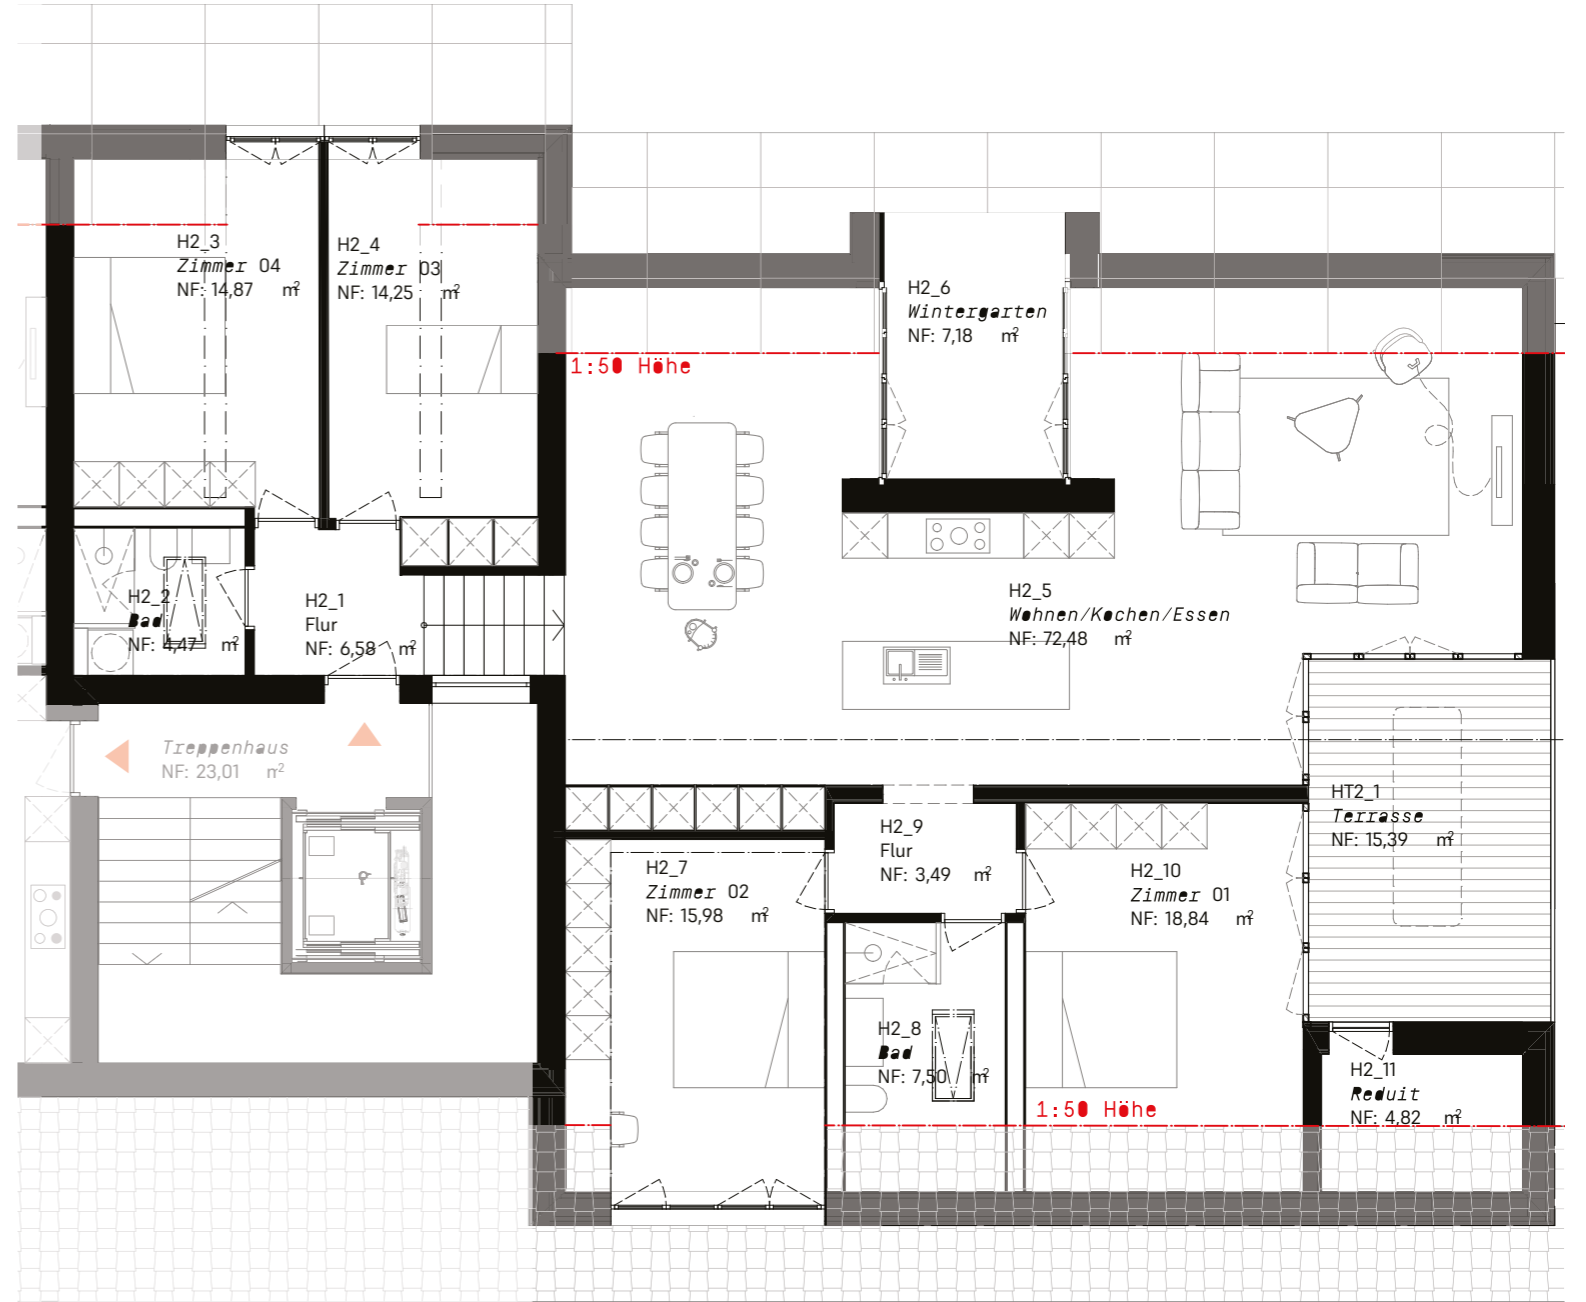 H2_3
Zimmer 04
NF: 14,87 m²
H2_4
Zimmer 03
NF: 14,25 m²
H2_6
Wintergarten
NF: 7,18 m²
1:50 Höhe
H2_5
Wohnen/Kochen/Essen
NF: 72,48 m²
H2_2
Bad
NF: 4,47 m²
H2_1
Flur
NF: 6,58 m²
Treppenhaus
NF: 23,01 m²
HT2_1
Terrasse
NF: 15,39 m²
H2_9
Flur
NF: 3,49 m²
H2_7
Zimmer 02
NF: 15,98 m²
H2_10
Zimmer 01
NF: 18,84 m²
H2_8
Bad
NF: 7,50 m²
H2_11
Reduit
NF: 4,82 m²
1:50 Höhe